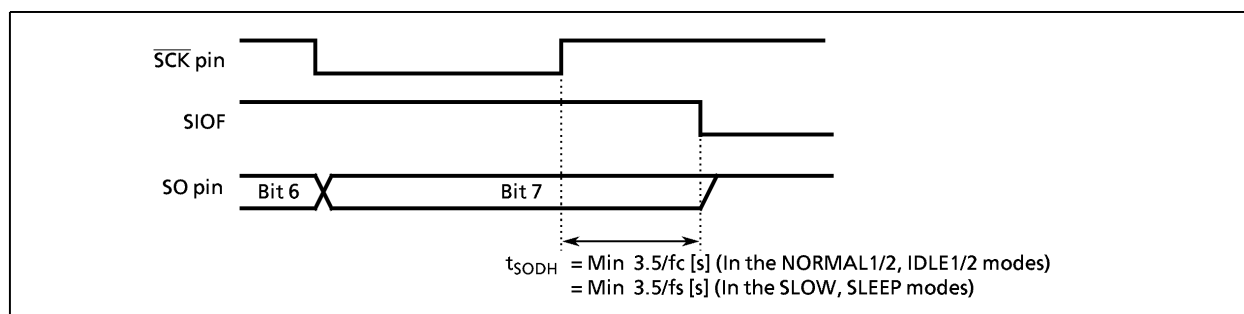 SCK pin
SIOF
SO pin Bit 6 Bit 7
tSODH = Min 3.5/fc [s] (In the NORMAL1/2, IDLE1/2 modes)
= Min 3.5/fs [s] (In the SLOW, SLEEP modes)